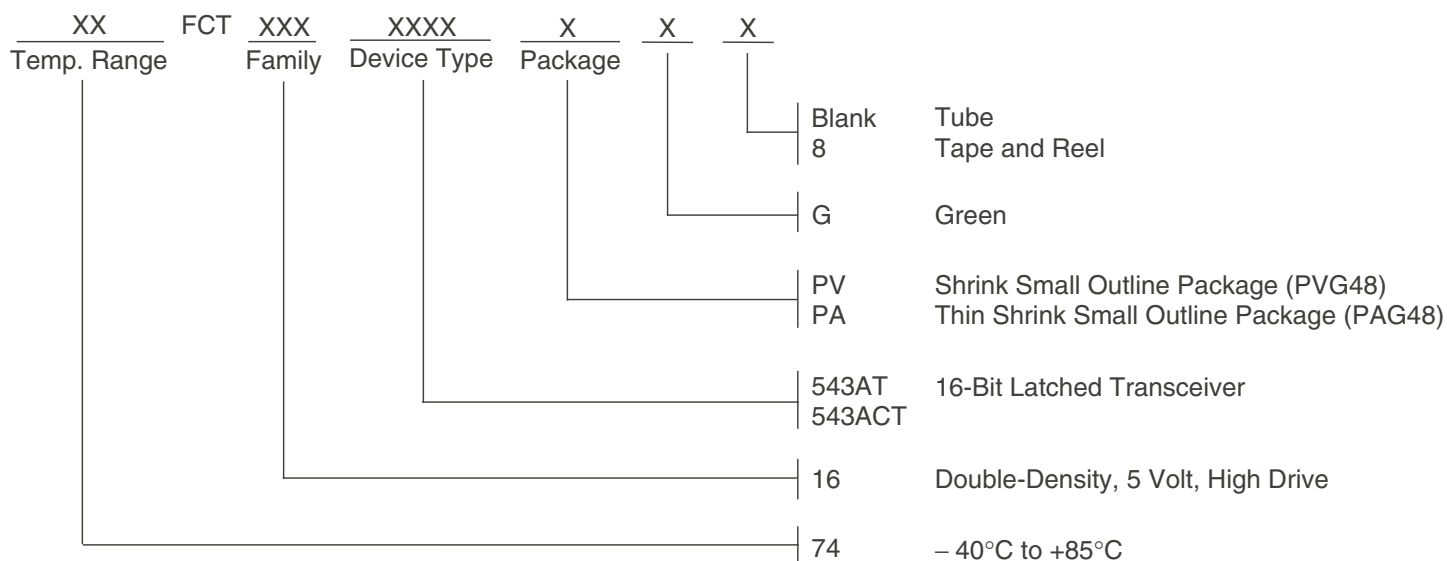 XX FCT XXX XXXX X X X
Temp. Range Family Device Type Package
Blank Tube
8 Tape and Reel
G Green
PV Shrink Small Outline Package (PVG48)
PA Thin Shrink Small Outline Package (PAG48)
543AT 16-Bit Latched Transceiver
543ACT
16 Double-Density, 5 Volt, High Drive
74 – 40°C to +85°C